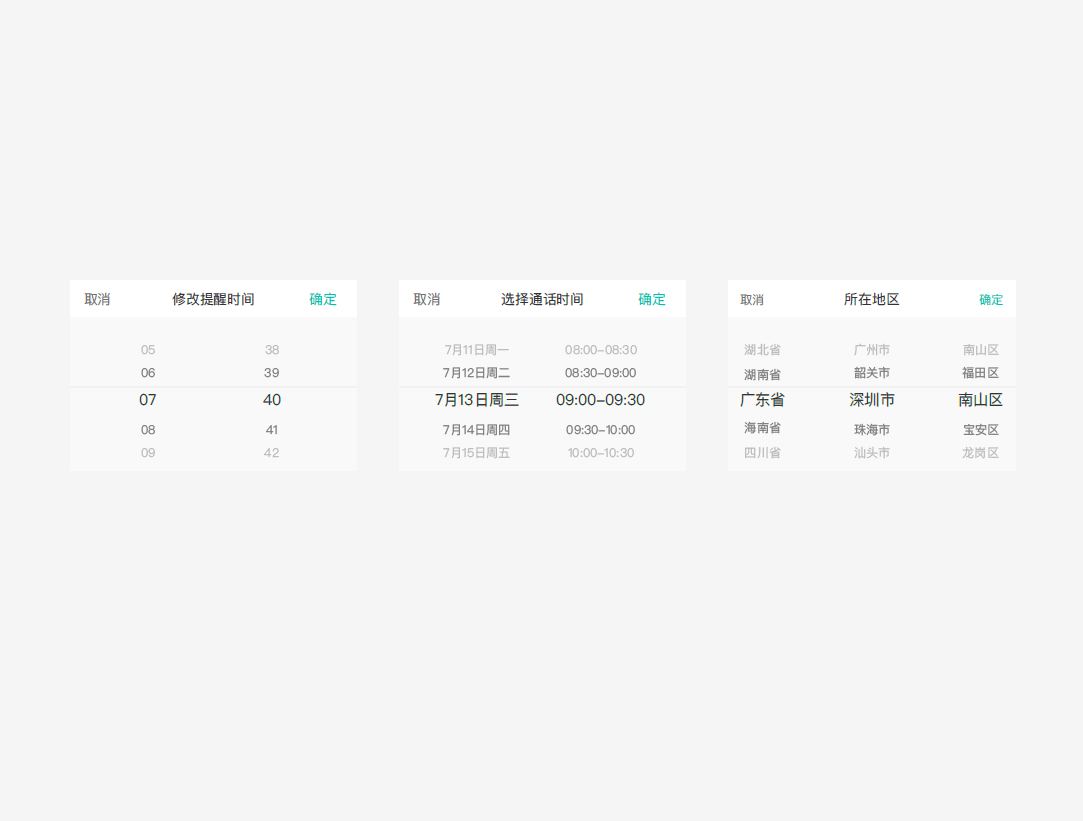 取消 修改提醒时间 确定
05 38
06 39
07 40
08 41
09 42
取消 选择通话时间 确定
7月11日周一 08:00–08:30
7月12日周二 08:30–09:00
7月13日周三 09:00–09:30
7月14日周四 09:30–10:00
7月15日周五 10:00–10:30
取消 所在地区 确定
湖北省 广州市 南山区
湖南省 韶关市 福田区
广东省 深圳市 南山区
海南省 珠海市 宝安区
四川省 汕头市 龙岗区